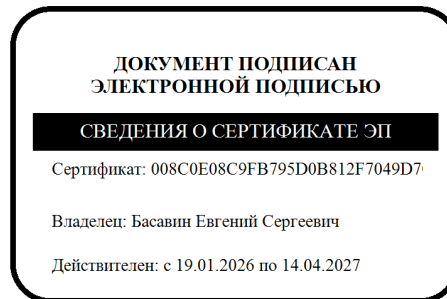 ДОКУМЕНТ ПОДПИСАН
ЭЛЕКТРОННОЙ ПОДПИСЬЮ
СВЕДЕНИЯ О СЕРТИФИКАТЕ ЭП
Сертификат: 008C0E08C9FB795D0B812F7049D7
Владелец: Басавин Евгений Сергеевич
Действителен: с 19.01.2026 по 14.04.2027